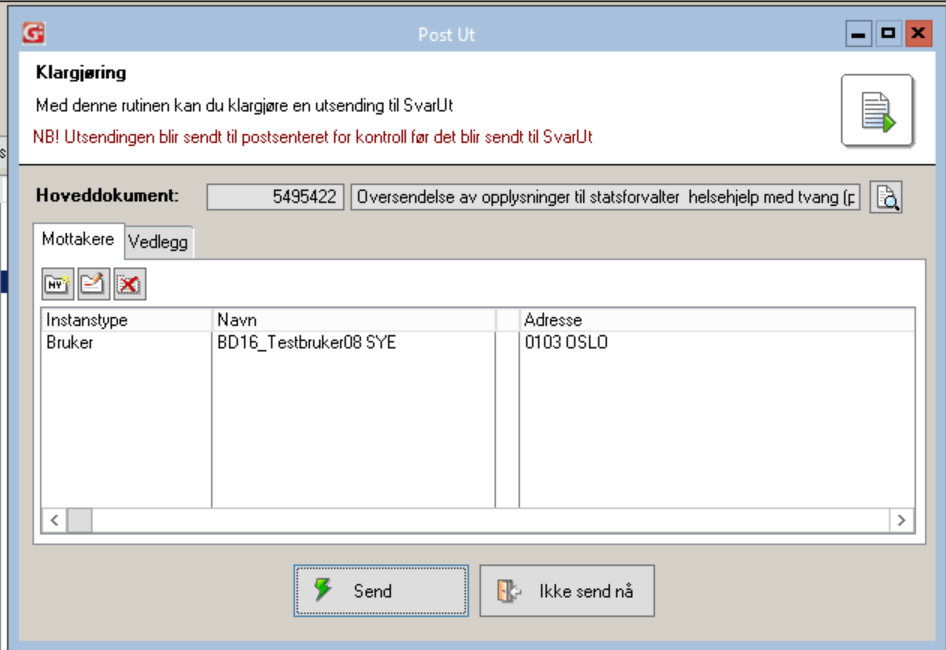 Post Ut
Klargjøring
Med denne rutinen kan du klargjøre en utsending til SvarUt
NB! Utsendingen blir sendt til postsenteret for kontroll før det blir sendt til SvarUt
Hoveddokument: 5495422 Oversendelse av opplysninger til statsforvalter helsehjelp med tvang (p
Mottakere Vedlegg
NY
Instanstype Navn Adresse
Bruker BD16_Testbruker08 SYE 0103 OSLO
Send Ikke send nå